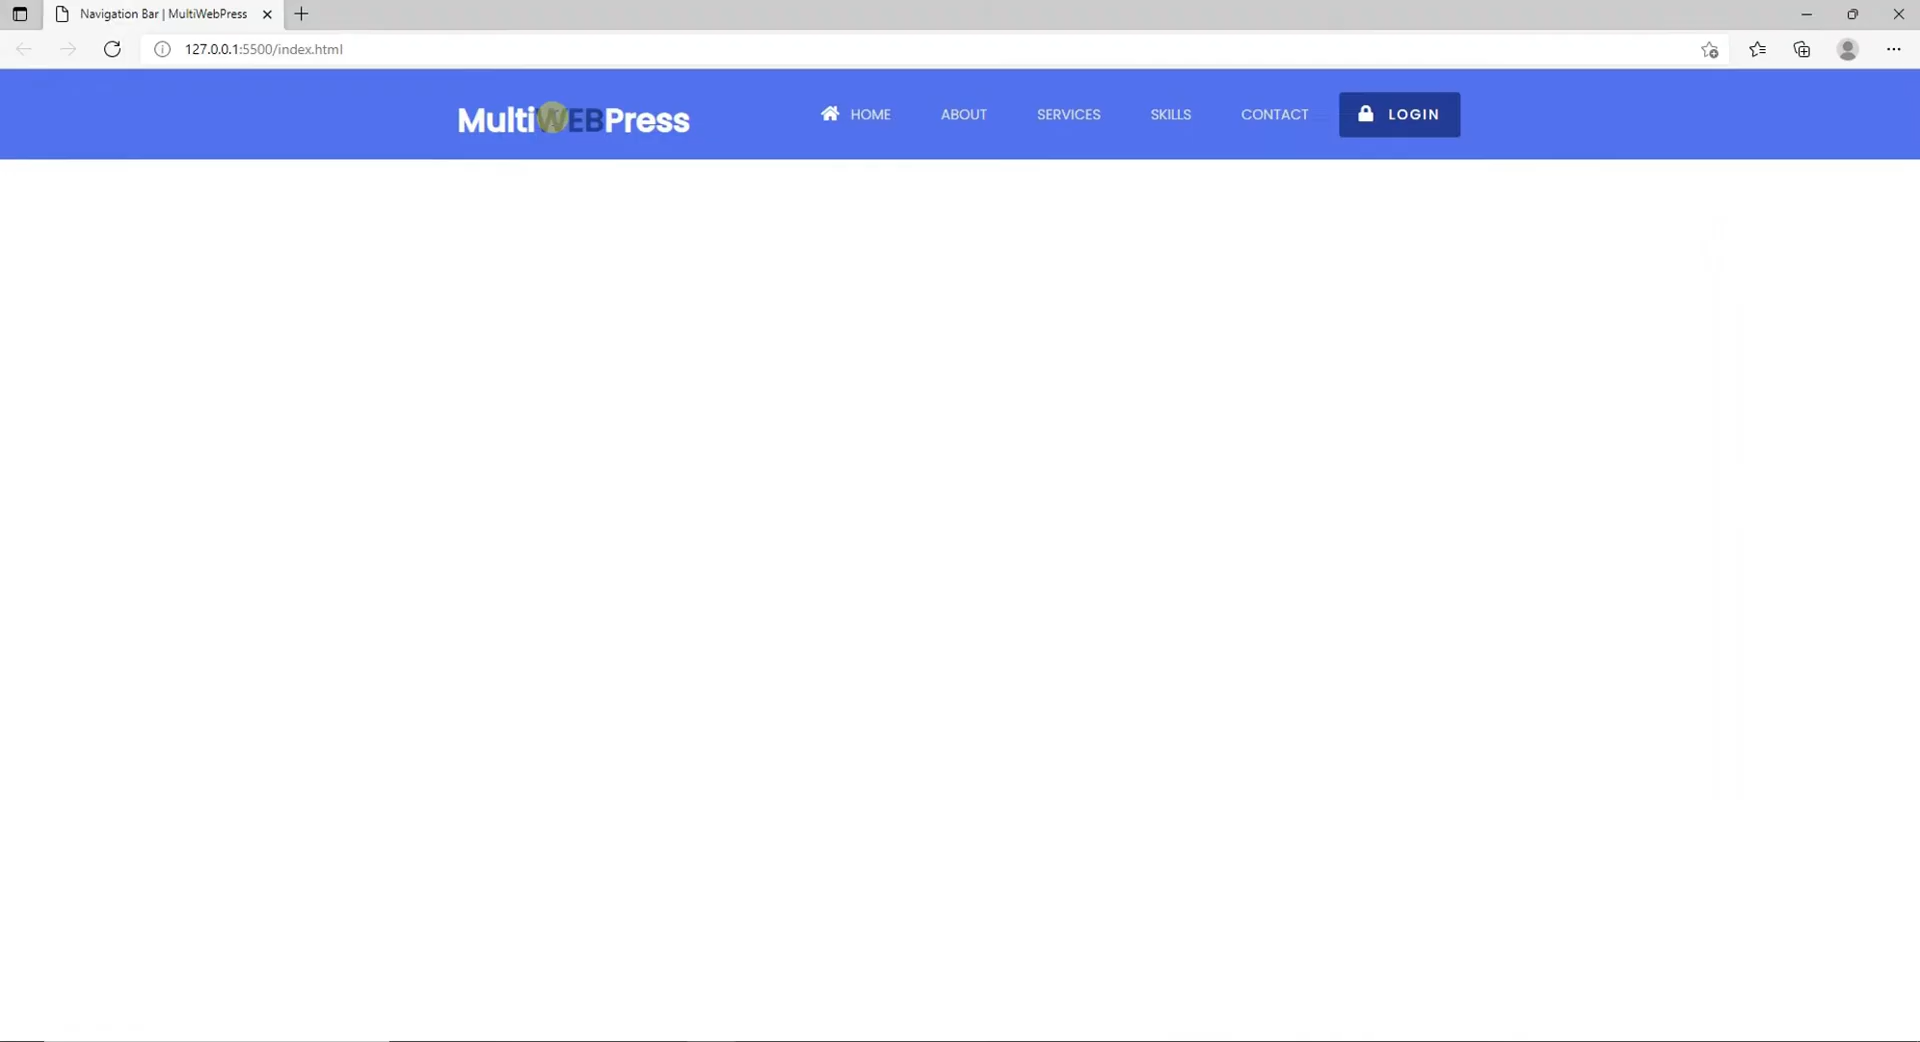 Navigation Bar | MultiWebPress
127.0.0.1:5500/index.html
MultiWEBPress HOME ABOUT SERVICES SKILLS CONTACT LOGIN